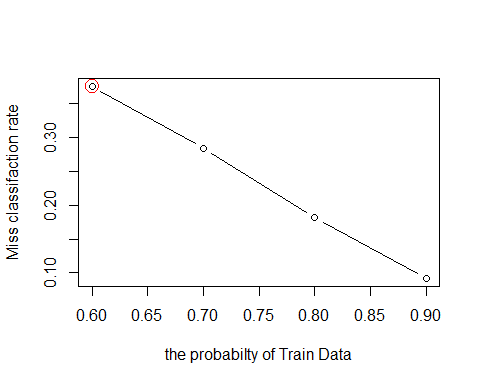 Miss classifaction rate
0.30
0.20
0.10
0.60 0.65 0.70 0.75 0.80 0.85 0.90
the probabilty of Train Data